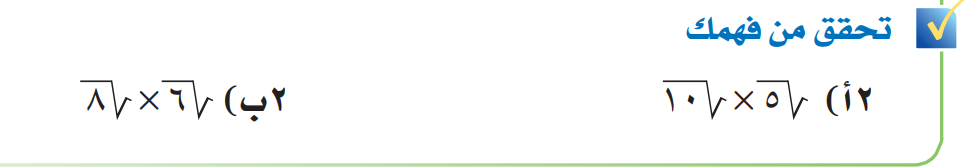 تحقق من فهمك
٢أ) √٥ × √١٠
٢ب) √٦ × √٨